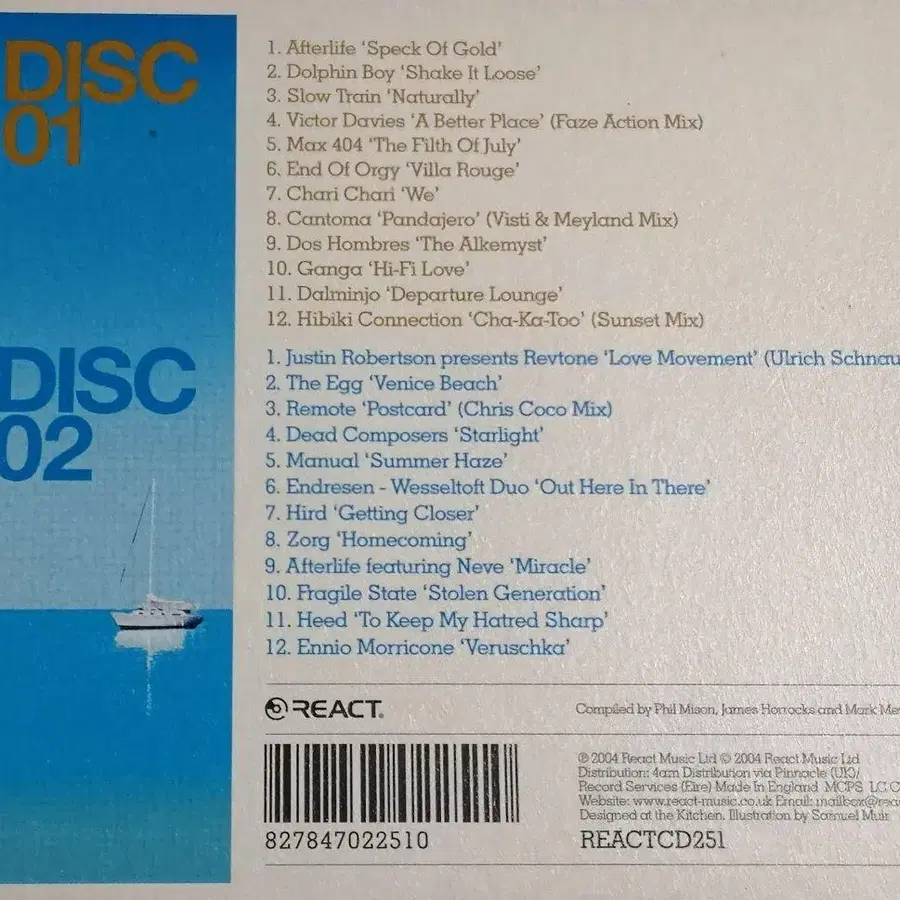 DISC
01
1. Afterlife ‘Speck Of Gold’
2. Dolphin Boy ‘Shake It Loose’
3. Slow Train ‘Naturally’
4. Victor Davies ‘A Better Place’ (Faze Action Mix)
5. Max 404 ‘The Filth Of July’
6. End Of Orgy ‘Villa Rouge’
7. Chari Chari ‘We’
8. Cantoma ‘Pandajero’ (Visti & Meyland Mix)
9. Dos Hombres ‘The Alkemyst’
10. Ganga ‘Hi-Fi Love’
11. Dalminjo ‘Departure Lounge’
12. Hibiki Connection ‘Cha-Ka-Too’ (Sunset Mix)
DISC
02
1. Justin Robertson presents Revtone ‘Love Movement’ (Ulrich Schnau
2. The Egg ‘Venice Beach’
3. Remote ‘Postcard’ (Chris Coco Mix)
4. Dead Composers ‘Starlight’
5. Manual ‘Summer Haze’
6. Endresen - Wesseltoft Duo ‘Out Here In There’
7. Hird ‘Getting Closer’
8. Zorg ‘Homecoming’
9. Afterlife featuring Neve ‘Miracle’
10. Fragile State ‘Stolen Generation’
11. Heed ‘To Keep My Hatred Sharp’
12. Ennio Morricone ‘Veruschka’
REACT.
Compiled by Phil Mison, James Horrocks and Mark Me
℗ 2004 React Music Ltd © 2004 React Music Ltd
Distribution: 4am Distribution via Pinnacle (UK)/
Record Services (Eire) Made In England MCPS LC
Website: www.react-music.co.uk Email: mailbox@rea
Designed at the Kitchen. Illustration by Samuel Muir
827847022510
REACTCD251